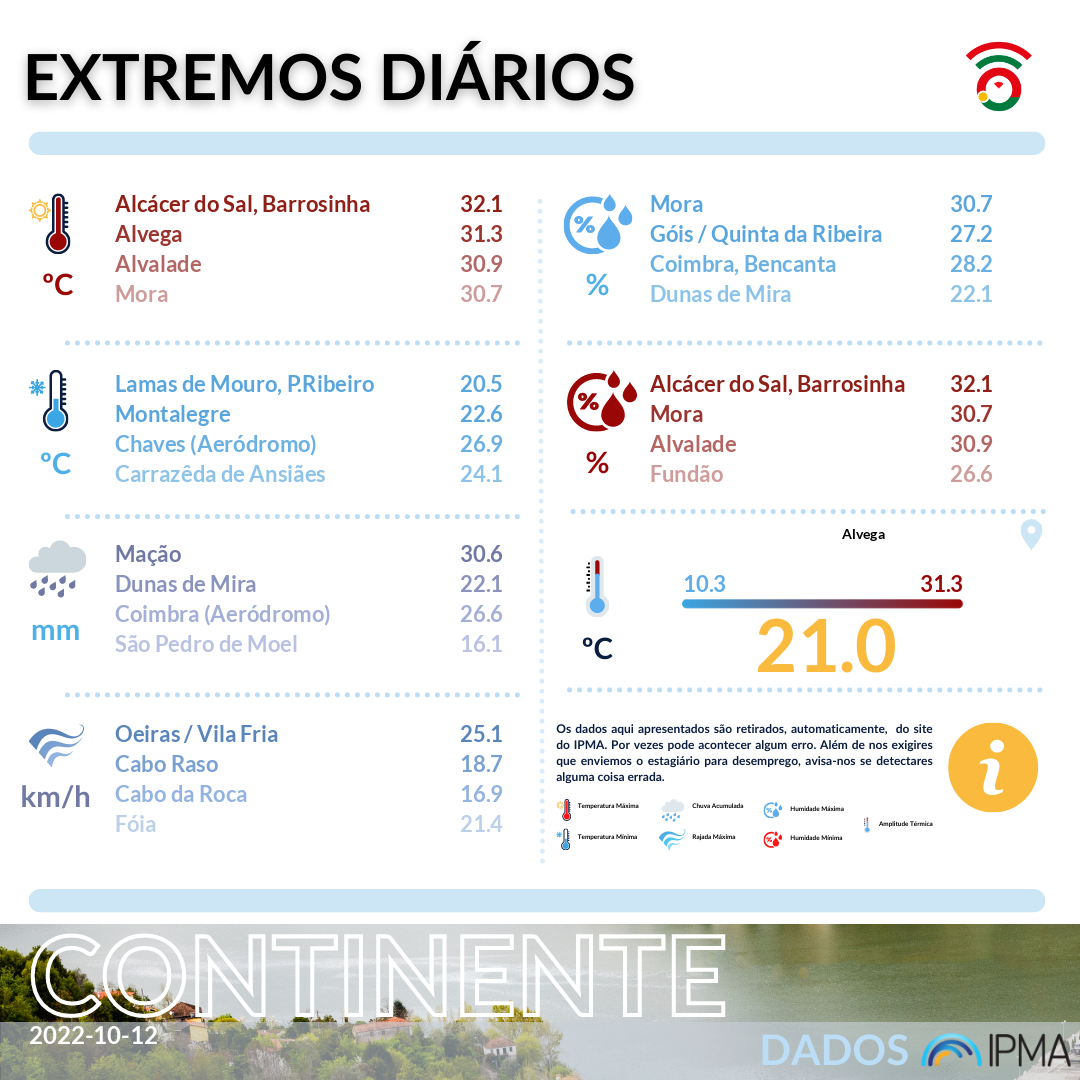 EXTREMOS DIÁRIOS
Alcácer do Sal, Barrosinha 32.1
Alvega 31.3
Alvalade 30.9
Mora 30.7
ºC
Lamas de Mouro, P.Ribeiro 20.5
Montalegre 22.6
Chaves (Aeródromo) 26.9
Carrazêda de Ansiães 24.1
ºC
Mação 30.6
Dunas de Mira 22.1
Coimbra (Aeródromo) 26.6
São Pedro de Moel 16.1
mm
Oeiras / Vila Fria 25.1
Cabo Raso 18.7
Cabo da Roca 16.9
Fóia 21.4
km/h
% Mora 30.7
Góis / Quinta da Ribeira 27.2
Coimbra, Bencanta 28.2
Dunas de Mira 22.1
%
% Alcácer do Sal, Barrosinha 32.1
Mora 30.7
Alvalade 30.9
Fundão 26.6
%
Alvega
10.3 31.3
21.0
ºC
Os dados aqui apresentados são retirados, automaticamente, do site
do IPMA. Por vezes pode acontecer algum erro. Além de nos exigires
que enviemos o estagiário para desemprego, avisa-nos se detectares
alguma coisa errada.
i
Temperatura Máxima Chuva Acumulada Humidade Máxima
Amplitude Térmica
Temperatura Mínima Rajada Máxima Humidade Mínima
CONTINENTE
2022-10-12
DADOS IPMA